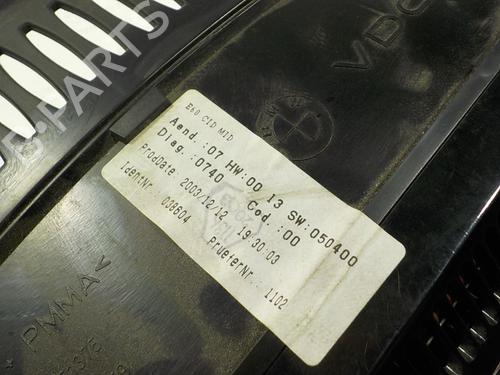 B-PARTS
VDO
BMW
E60 CID MID
Aend.:07 HW:00 13 SW:050400
Diag.:0740 Cod.:00
ProdDate: 2003/12/12 19:30:03
IdentNr.: 008604 PrueferNr.: 1102
>PMMA<